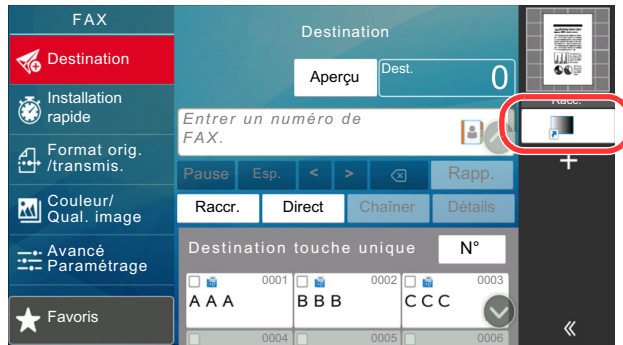 FAX
Destination
Installation
rapide
Format orig.
/transmis.
Couleur/
Qual. image
Avancé
Paramétrage
Favoris
Destination
Aperçu
Dest.
0
Entrer un numéro de
FAX.
Pause Esp. < > Rapp.
Raccr. Direct Chaîner Détails
Destination touche unique N°
0001 0002 0003
AAA BBB CCC
0004 0005 0006
Racc.
+
«